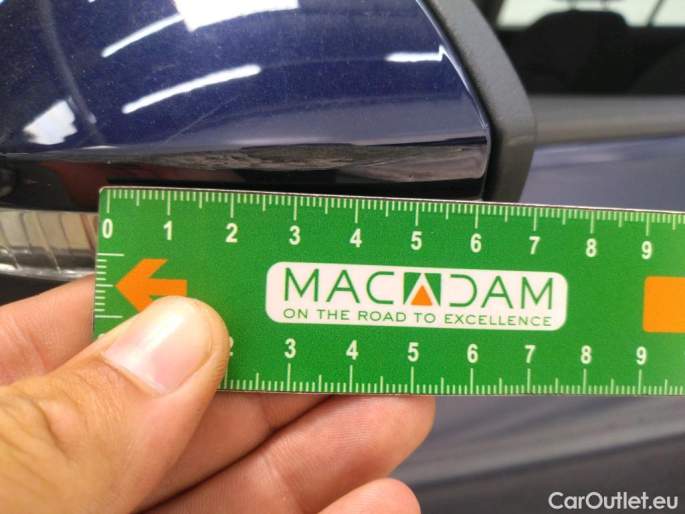 0 1 2 3 4 5 6 7 8 9
MACADAM
ON THE ROAD TO EXCELLENCE
2 3 4 5 6 7 8 9
CarOutlet.eu